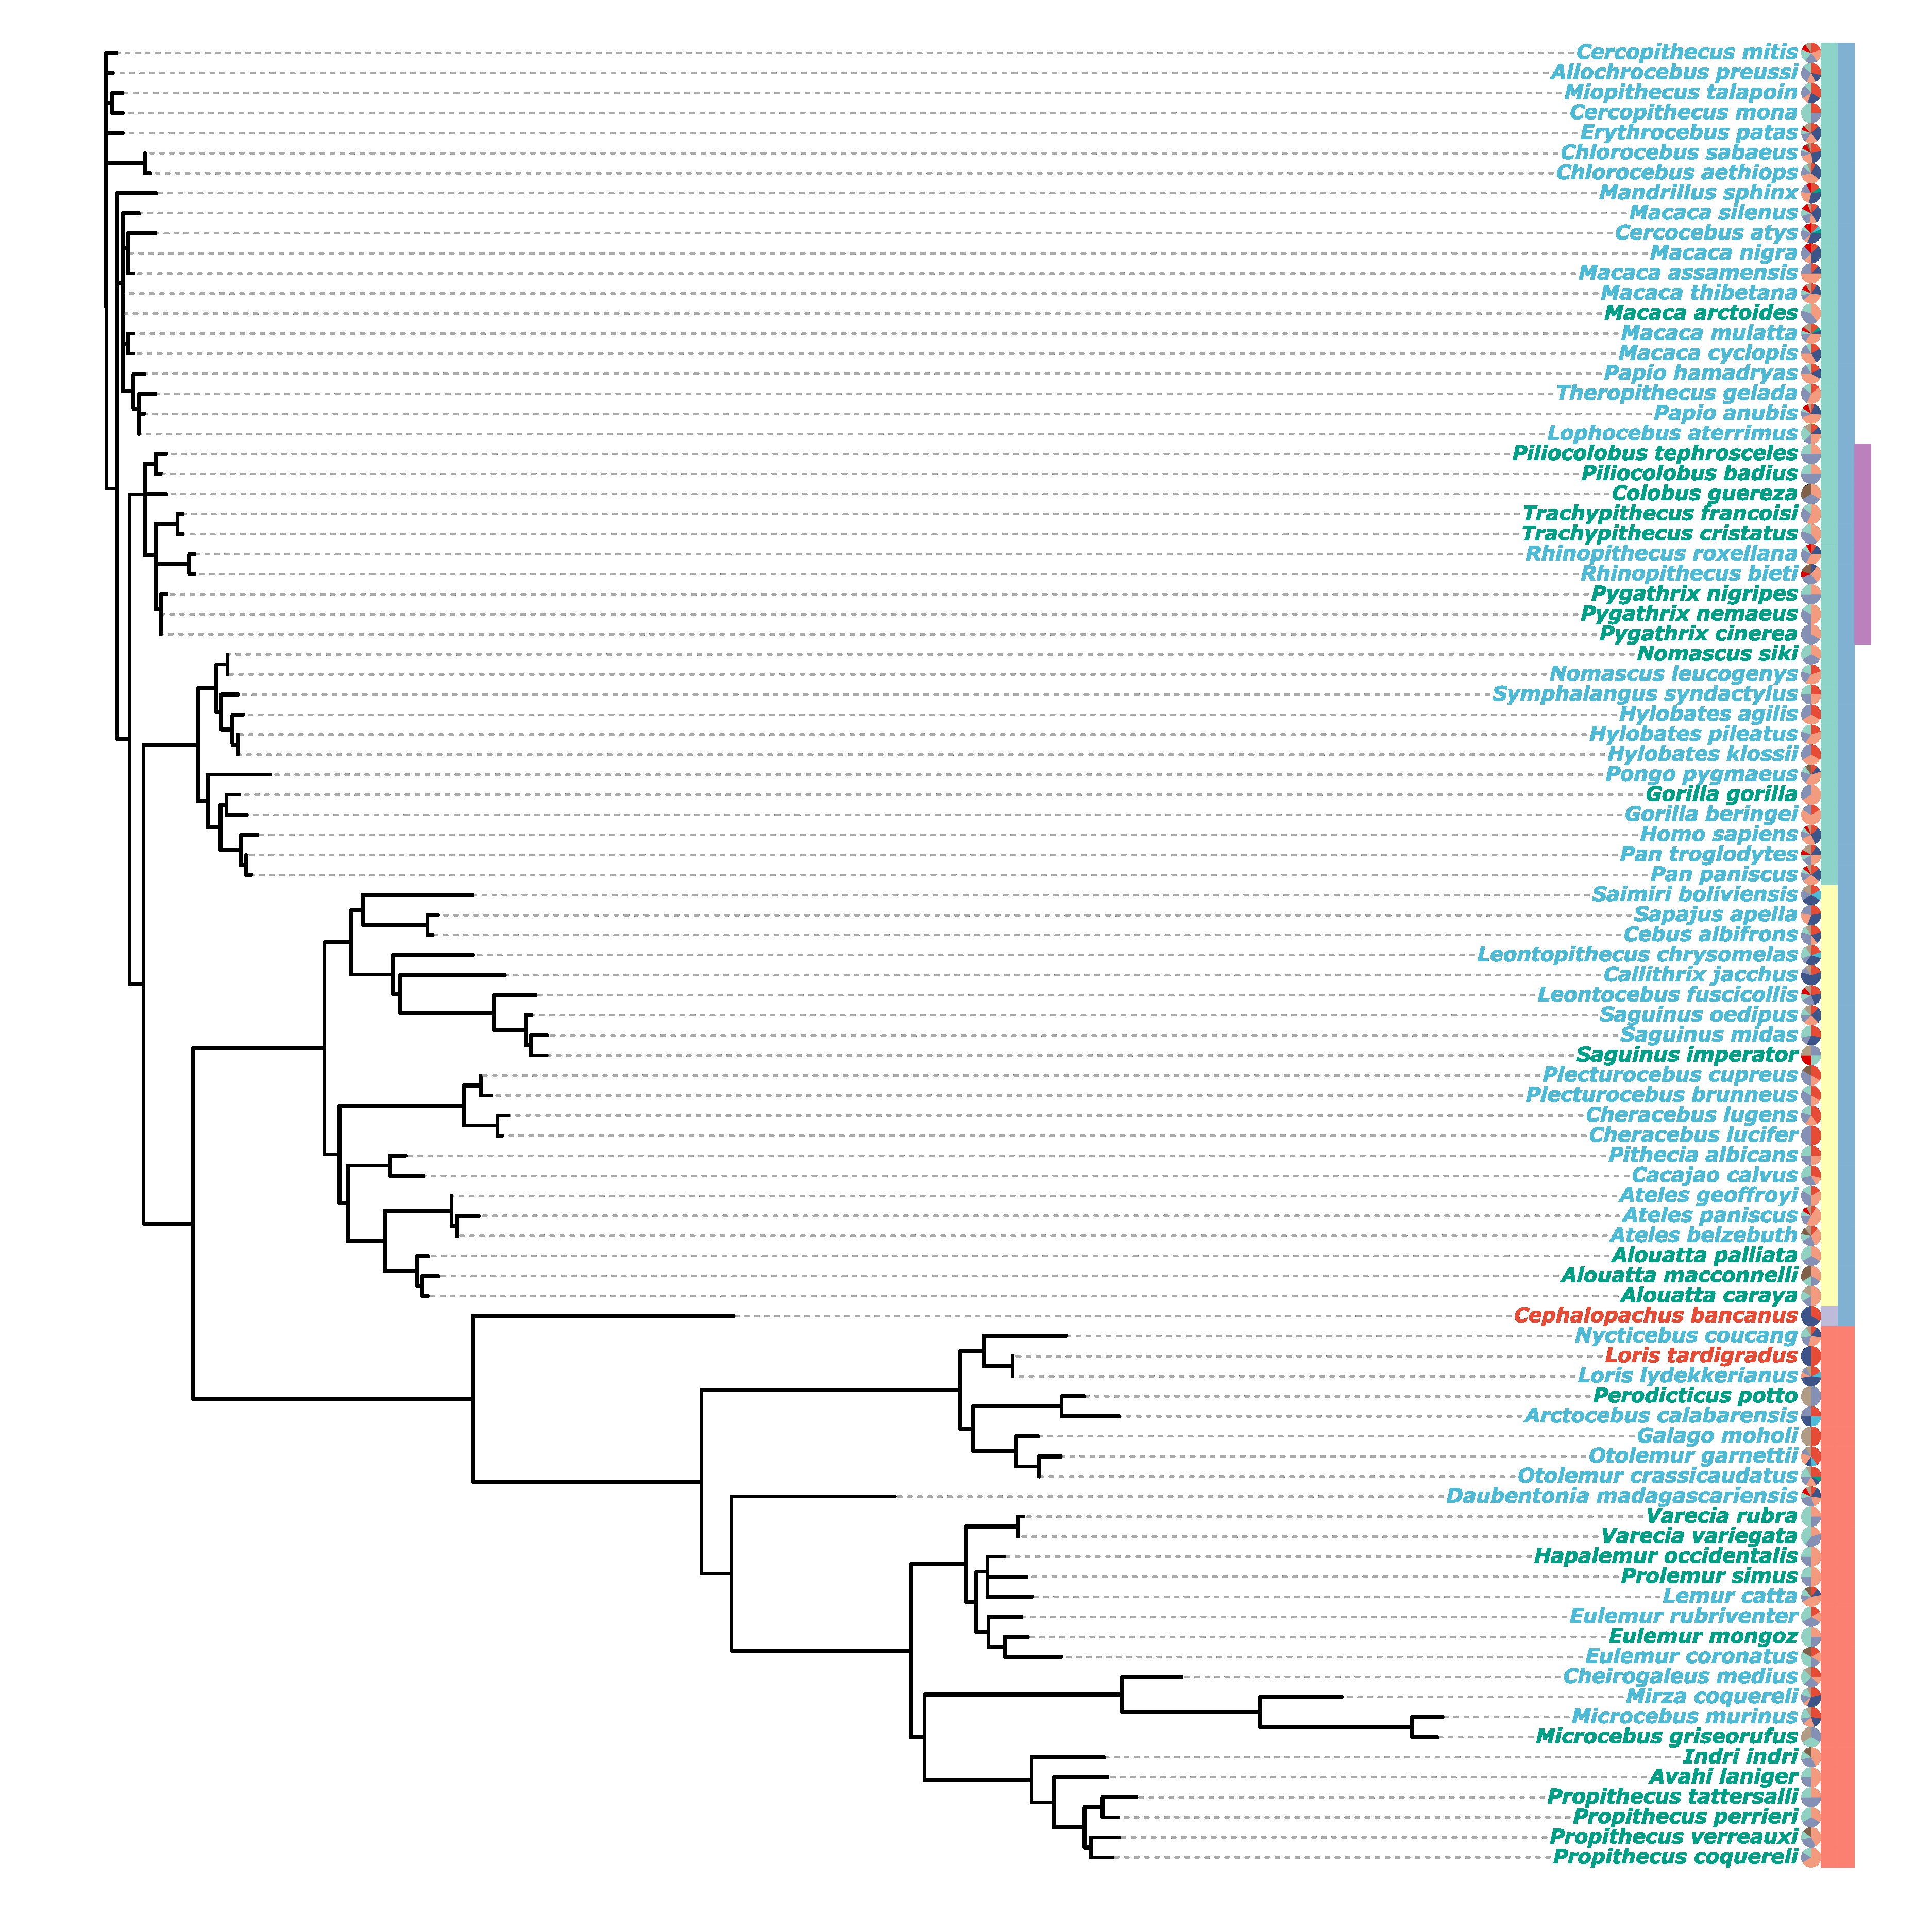 Cercopithecus mitis
Allochrocebus preussi
Miopithecus talapoin
Cercopithecus mona
Erythrocebus patas
Chlorocebus sabaeus
Chlorocebus aethiops
Mandrillus sphinx
Macaca silenus
Cercocebus atys
Macaca nigra
Macaca assamensis
Macaca thibetana
Macaca arctoides
Macaca mulatta
Macaca cyclopis
Papio hamadryas
Theropithecus gelada
Papio anubis
Lophocebus aterrimus
Piliocolobus tephrosceles
Piliocolobus badius
Colobus guereza
Trachypithecus francoisi
Trachypithecus cristatus
Rhinopithecus roxellana
Rhinopithecus bieti
Pygathrix nigripes
Pygathrix nemaeus
Pygathrix cinerea
Nomascus siki
Nomascus leucogenys
Symphalangus syndactylus
Hylobates agilis
Hylobates pileatus
Hylobates klossii
Pongo pygmaeus
Gorilla gorilla
Gorilla beringei
Homo sapiens
Pan troglodytes
Pan paniscus
Saimiri boliviensis
Sapajus apella
Cebus albifrons
Leontopithecus chrysomelas
Callithrix jacchus
Leontocebus fuscicollis
Saguinus oedipus
Saguinus midas
Saguinus imperator
Plecturocebus cupreus
Plecturocebus brunneus
Cheracebus lugens
Cheracebus lucifer
Pithecia albicans
Cacajao calvus
Ateles geoffroyi
Ateles paniscus
Ateles belzebuth
Alouatta palliata
Alouatta macconnelli
Alouatta caraya
Cephalopachus bancanus
Nycticebus coucang
Loris tardigradus
Loris lydekkerianus
Perodicticus potto
Arctocebus calabarensis
Galago moholi
Otolemur garnettii
Otolemur crassicaudatus
Daubentonia madagascariensis
Varecia rubra
Varecia variegata
Hapalemur occidentalis
Prolemur simus
Lemur catta
Eulemur rubriventer
Eulemur mongoz
Eulemur coronatus
Cheirogaleus medius
Mirza coquereli
Microcebus murinus
Microcebus griseorufus
Indri indri
Avahi laniger
Propithecus tattersalli
Propithecus perrieri
Propithecus verreauxi
Propithecus coquereli